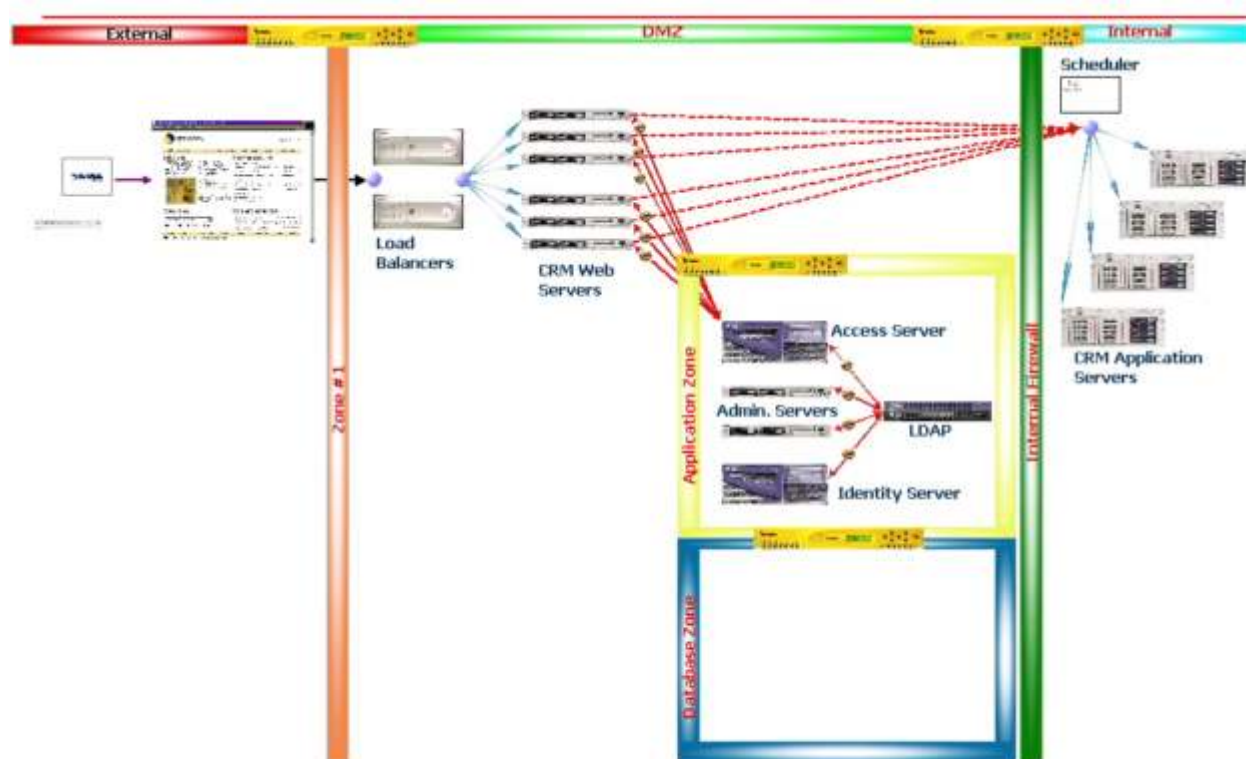 External
DMZ
Internal
Scheduler
Load
Balancers
CRM Web
Servers
Zone #1
Application Zone
Access Server
Admin. Servers
LDAP
Identity Server
Internal Firewall
CRM Application
Servers
Database Zone